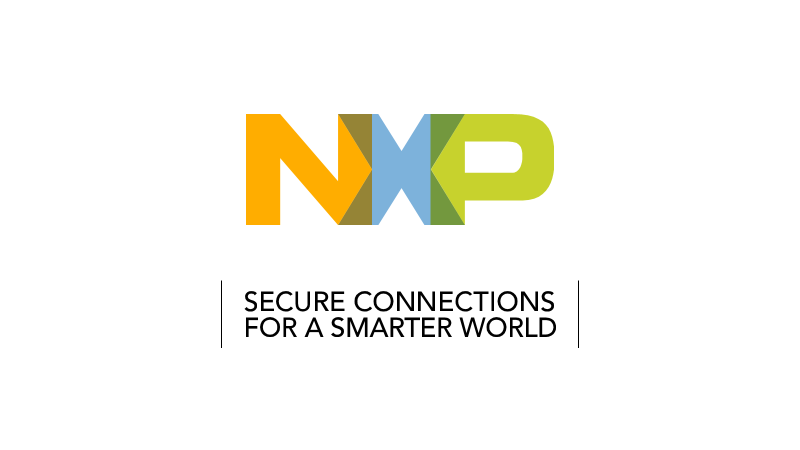 NXP
SECURE CONNECTIONS
FOR A SMARTER WORLD